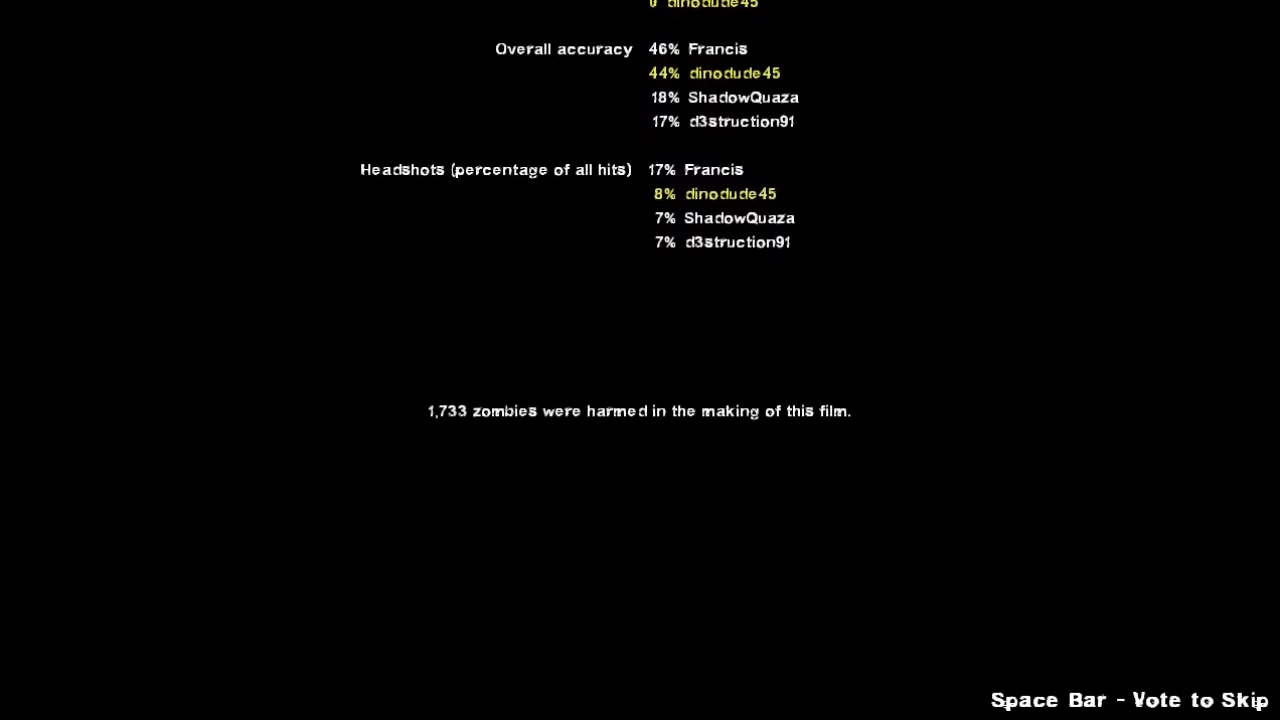 0 dinodude45
Overall accuracy 46% Francis
44% dinodude45
18% ShadowQuaza
17% d3struction91
Headshots (percentage of all hits) 17% Francis
8% dinodude45
7% ShadowQuaza
7% d3struction91
1,733 zombies were harmed in the making of this film.
Space Bar - Vote to Skip